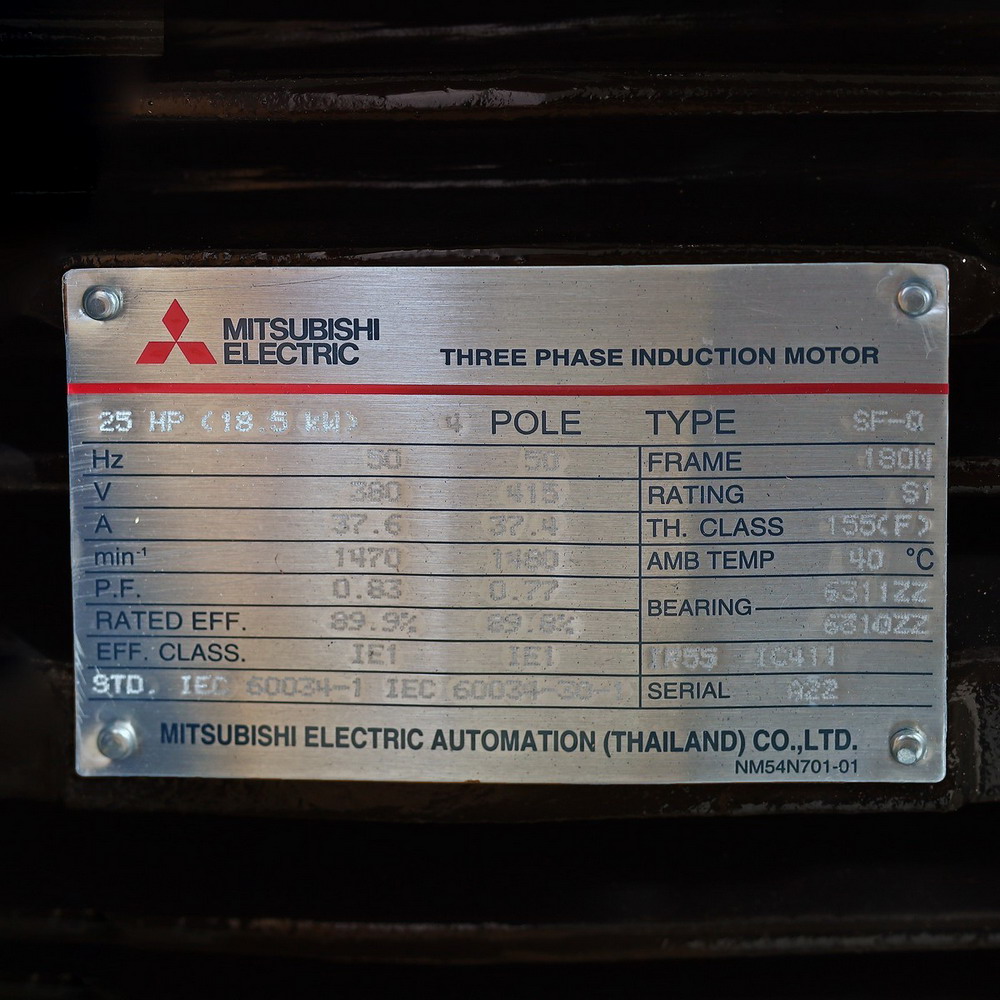 MITSUBISHI
ELECTRIC
THREE PHASE INDUCTION MOTOR
25 HP (18.5 kW) 4 POLE TYPE SF-Q
Hz 50 50 FRAME 180M
V 380 415 RATING S1
A 37.6 37.4 TH. CLASS 155(F)
min-1 1470 1480 AMB TEMP 40 °C
P.F. 0.83 0.77 BEARING 6311ZZ
RATED EFF. 89.9% 89.8% 6310ZZ
EFF. CLASS. IE1 IE1 IP55 IC411
STD. IEC 60034-1 IEC 60034-30-1 SERIAL A22
MITSUBISHI ELECTRIC AUTOMATION (THAILAND) CO.,LTD.
NM54N701-01